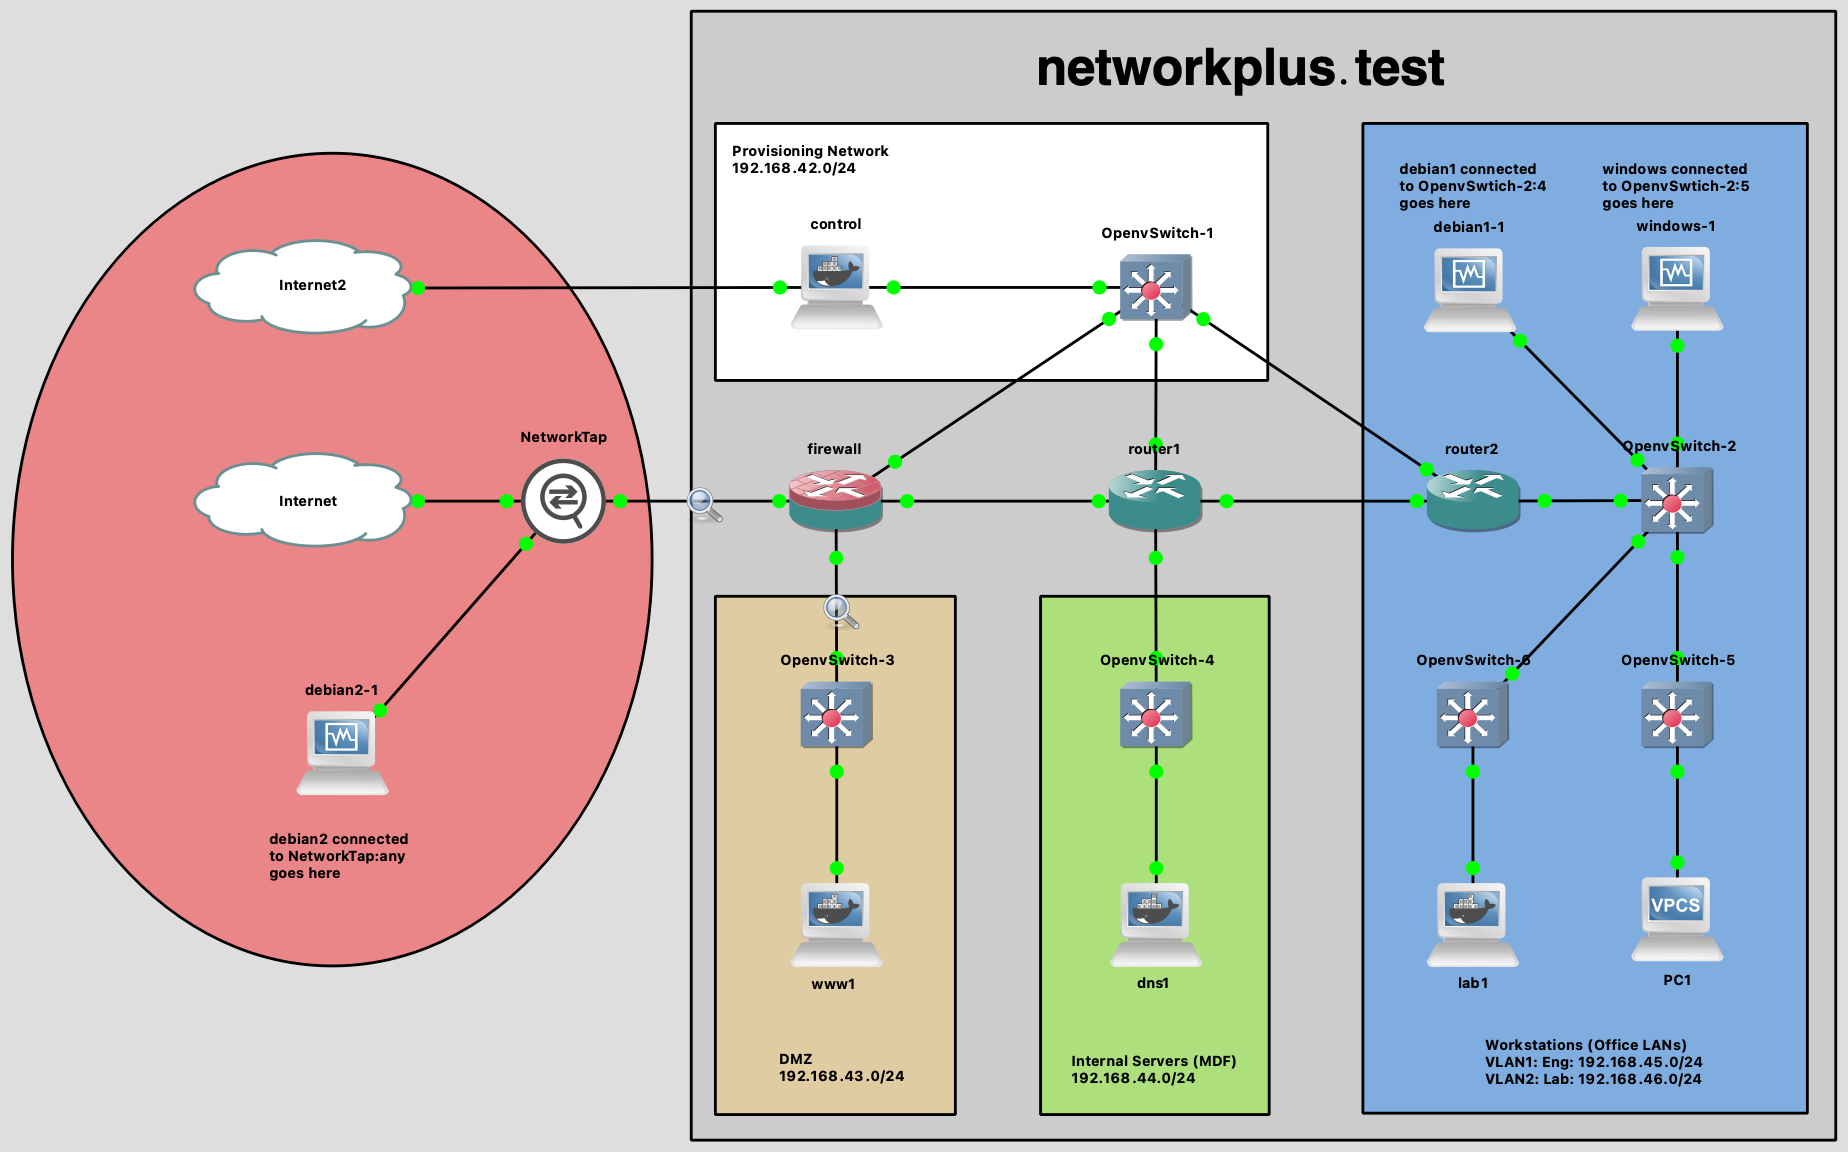 networkplus.test
Provisioning Network
192.168.42.0/24
control
OpenvSwitch-1
debian1 connected
to OpenvSwtich-2:4
goes here
debian1-1
windows connected
to OpenvSwtich-2:5
goes here
windows-1
Internet2
NetworkTap
firewall
router1
router2
OpenvSwitch-2
Internet
debian2-1
OpenvSwitch-3
OpenvSwitch-4
OpenvSwitch-6
OpenvSwitch-5
debian2 connected
to NetworkTap:any
goes here
VPCS
www1
dns1
lab1
PC1
DMZ
192.168.43.0/24
Internal Servers (MDF)
192.168.44.0/24
Workstations (Office LANs)
VLAN1: Eng: 192.168.45.0/24
VLAN2: Lab: 192.168.46.0/24